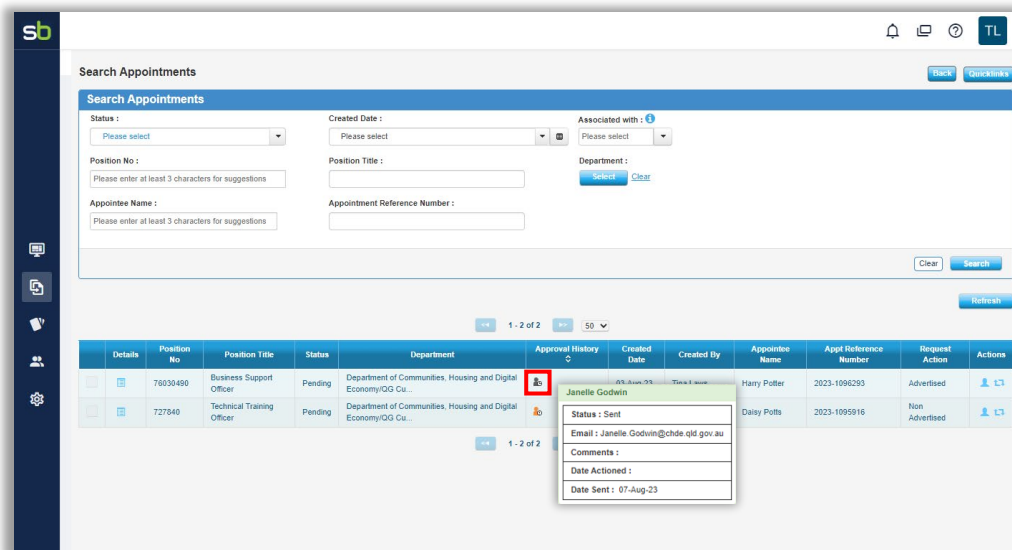 sb
TL
Search Appointments
Back
Quicklinks
Search Appointments
Status :
Created Date :
Associated with :
Please select
Please select
Please select
Position No :
Position Title :
Department :
Please enter at least 3 characters for suggestions
Select
Clear
Appointee Name :
Appointment Reference Number :
Please enter at least 3 characters for suggestions
Clear
Search
Refresh
1 - 2 of 2
50
Details
Position No
Position Title
Status
Department
Approval History
Created Date
Created By
Appointee Name
Appt Reference Number
Request Action
Actions
76030490
Business Support Officer
Pending
Department of Communities, Housing and Digital Economy/QG Cu...
03-Aug-23
Tina Laws
Harry Potter
2023-1096293
Advertised
727840
Technical Training Officer
Pending
Department of Communities, Housing and Digital Economy/QG Cu...
Daisy Potts
2023-1095916
Non Advertised
1 - 2 of 2
Janelle Godwin
Status : Sent
Email : Janelle.Godwin@chde.qld.gov.au
Comments :
Date Actioned :
Date Sent : 07-Aug-23